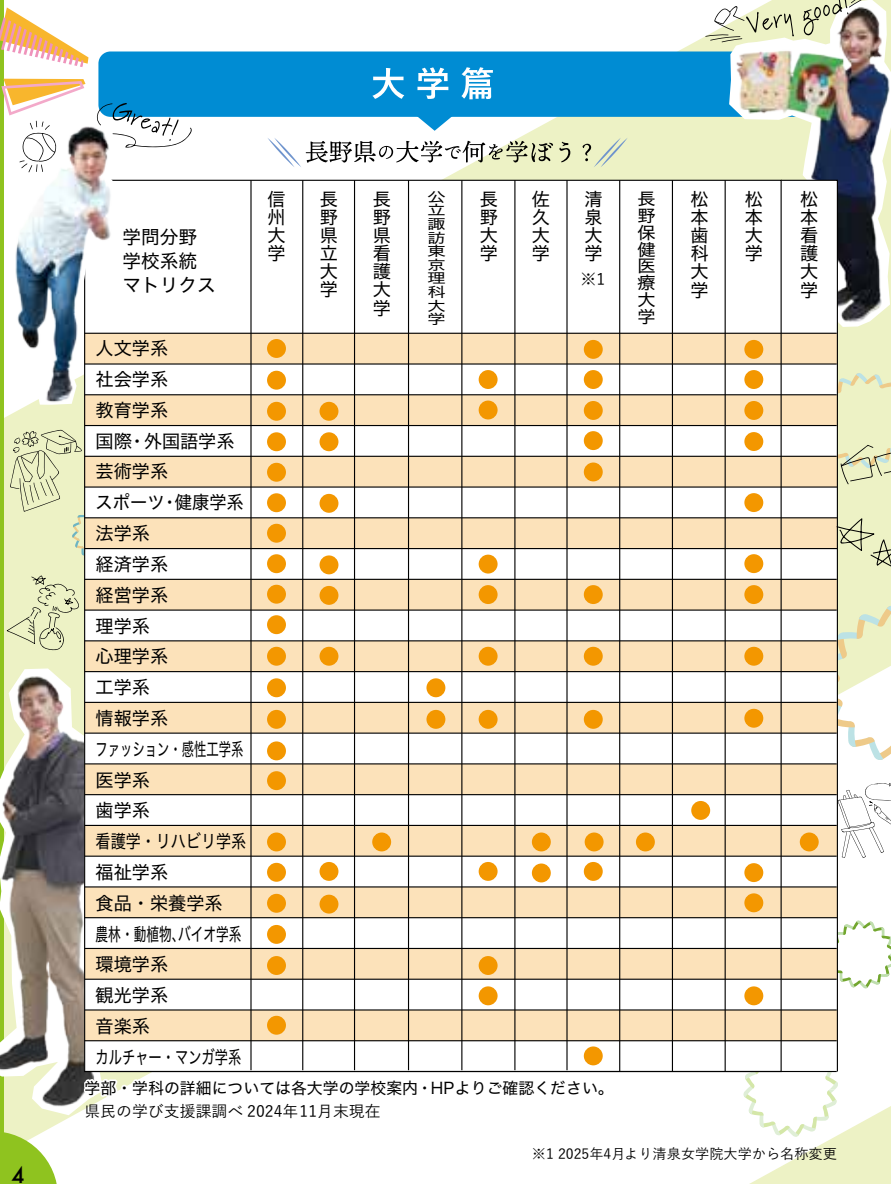 Very good!
大学篇
Great!
長野県の大学で何を学ぼう？
学問分野
学校系統
マトリクス
信州大学
長野県立大学
長野県看護大学
公立諏訪東京理科大学
長野大学
佐久大学
清泉大学 ※1
長野保健医療大学
松本歯科大学
松本大学
松本看護大学
人文学系 ● ● ●
社会学系 ● ● ● ●
教育学系 ● ● ● ● ●
国際・外国語学系 ● ● ● ●
芸術学系 ● ●
スポーツ・健康学系 ● ● ●
法学系 ●
経済学系 ● ● ● ●
経営学系 ● ● ● ● ●
理学系 ●
心理学系 ● ● ● ● ●
工学系 ● ●
情報学系 ● ● ● ● ●
ファッション・感性工学系 ●
医学系 ●
歯学系 ●
看護学・リハビリ学系 ● ● ● ● ● ●
福祉学系 ● ● ● ● ● ●
食品・栄養学系 ● ● ●
農林・動植物、バイオ学系 ●
環境学系 ● ●
観光学系 ● ●
音楽系 ●
カルチャー・マンガ学系 ●
学部・学科の詳細については各大学の学校案内・HPよりご確認ください。
県民の学び支援課調べ 2024年11月末現在
※1 2025年4月より清泉女学院大学から名称変更
4